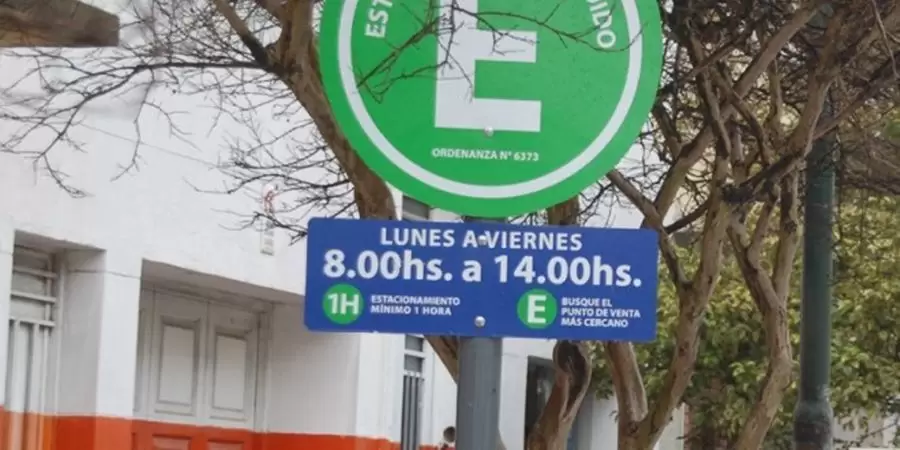 E
ORDENANZA N° 6373
LUNES A VIERNES
8.00hs. a 14.00hs.
1H
ESTACIONAMIENTO
MÍNIMO 1 HORA
E
BUSQUE EL
PUNTO DE VENTA
MÁS CERCANO